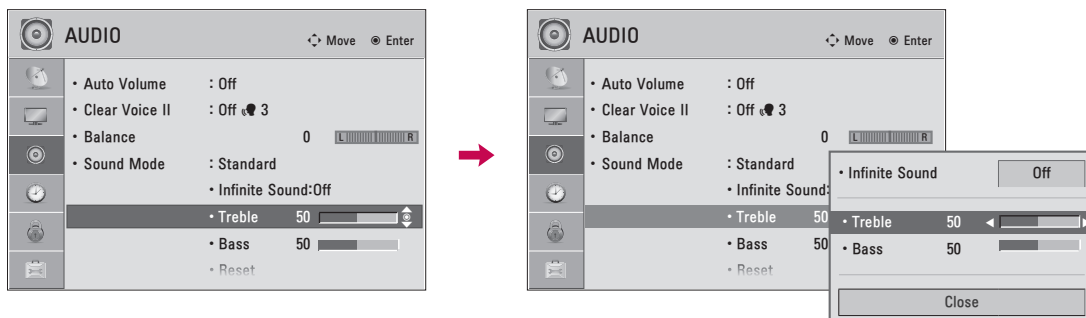 AUDIO Move Enter
• Auto Volume : Off
• Clear Voice II : Off 3
• Balance 0 L R
• Sound Mode : Standard
• Infinite Sound:Off
• Treble 50
• Bass 50
• Reset
AUDIO Move Enter
• Auto Volume : Off
• Clear Voice II : Off 3
• Balance 0 L R
• Sound Mode : Standard
• Infinite Sound:
• Treble 50
• Bass 50
• Reset
• Infinite Sound Off
• Treble 50
• Bass 50
Close